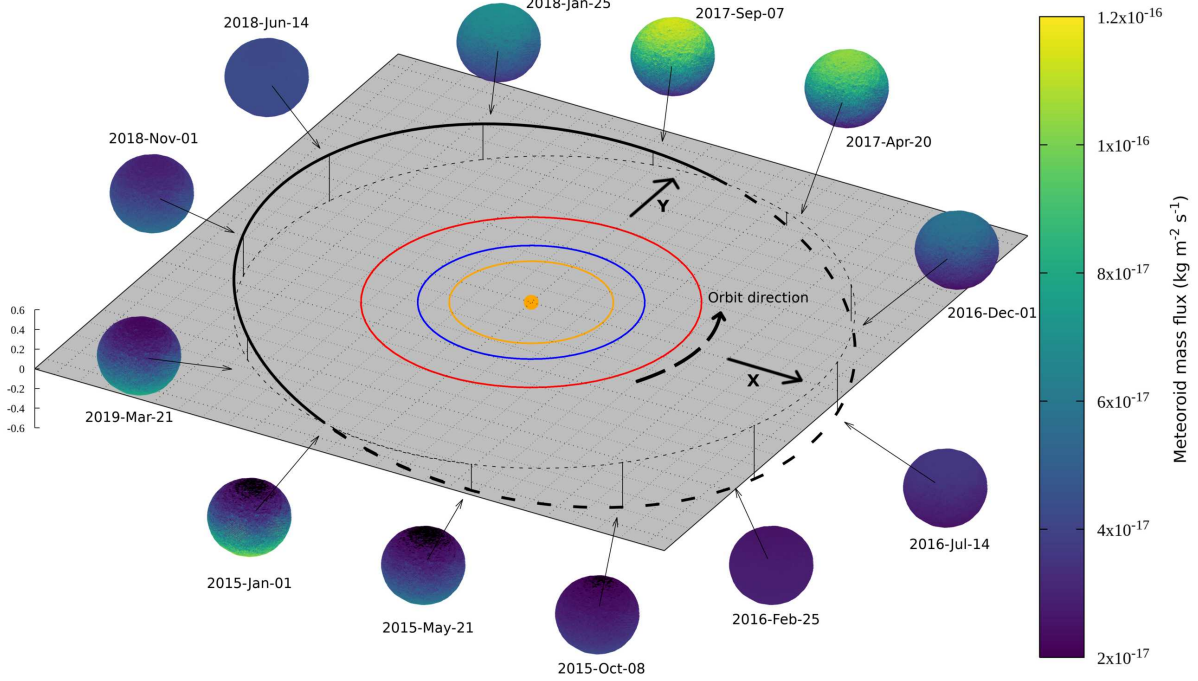 2018-Jan-25
2017-Sep-07
2018-Jun-14
2017-Apr-20
2018-Nov-01
2016-Dec-01
2019-Mar-21
2015-Jan-01
2015-May-21
2015-Oct-08
2016-Feb-25
2016-Jul-14
Y
Orbit direction
X
0.6
0.4
0.2
0
-0.2
-0.4
-0.6
1.2x10⁻¹⁶
1x10⁻¹⁶
8x10⁻¹⁷
6x10⁻¹⁷
4x10⁻¹⁷
2x10⁻¹⁷
Meteoroid mass flux (kg m⁻² s⁻¹)